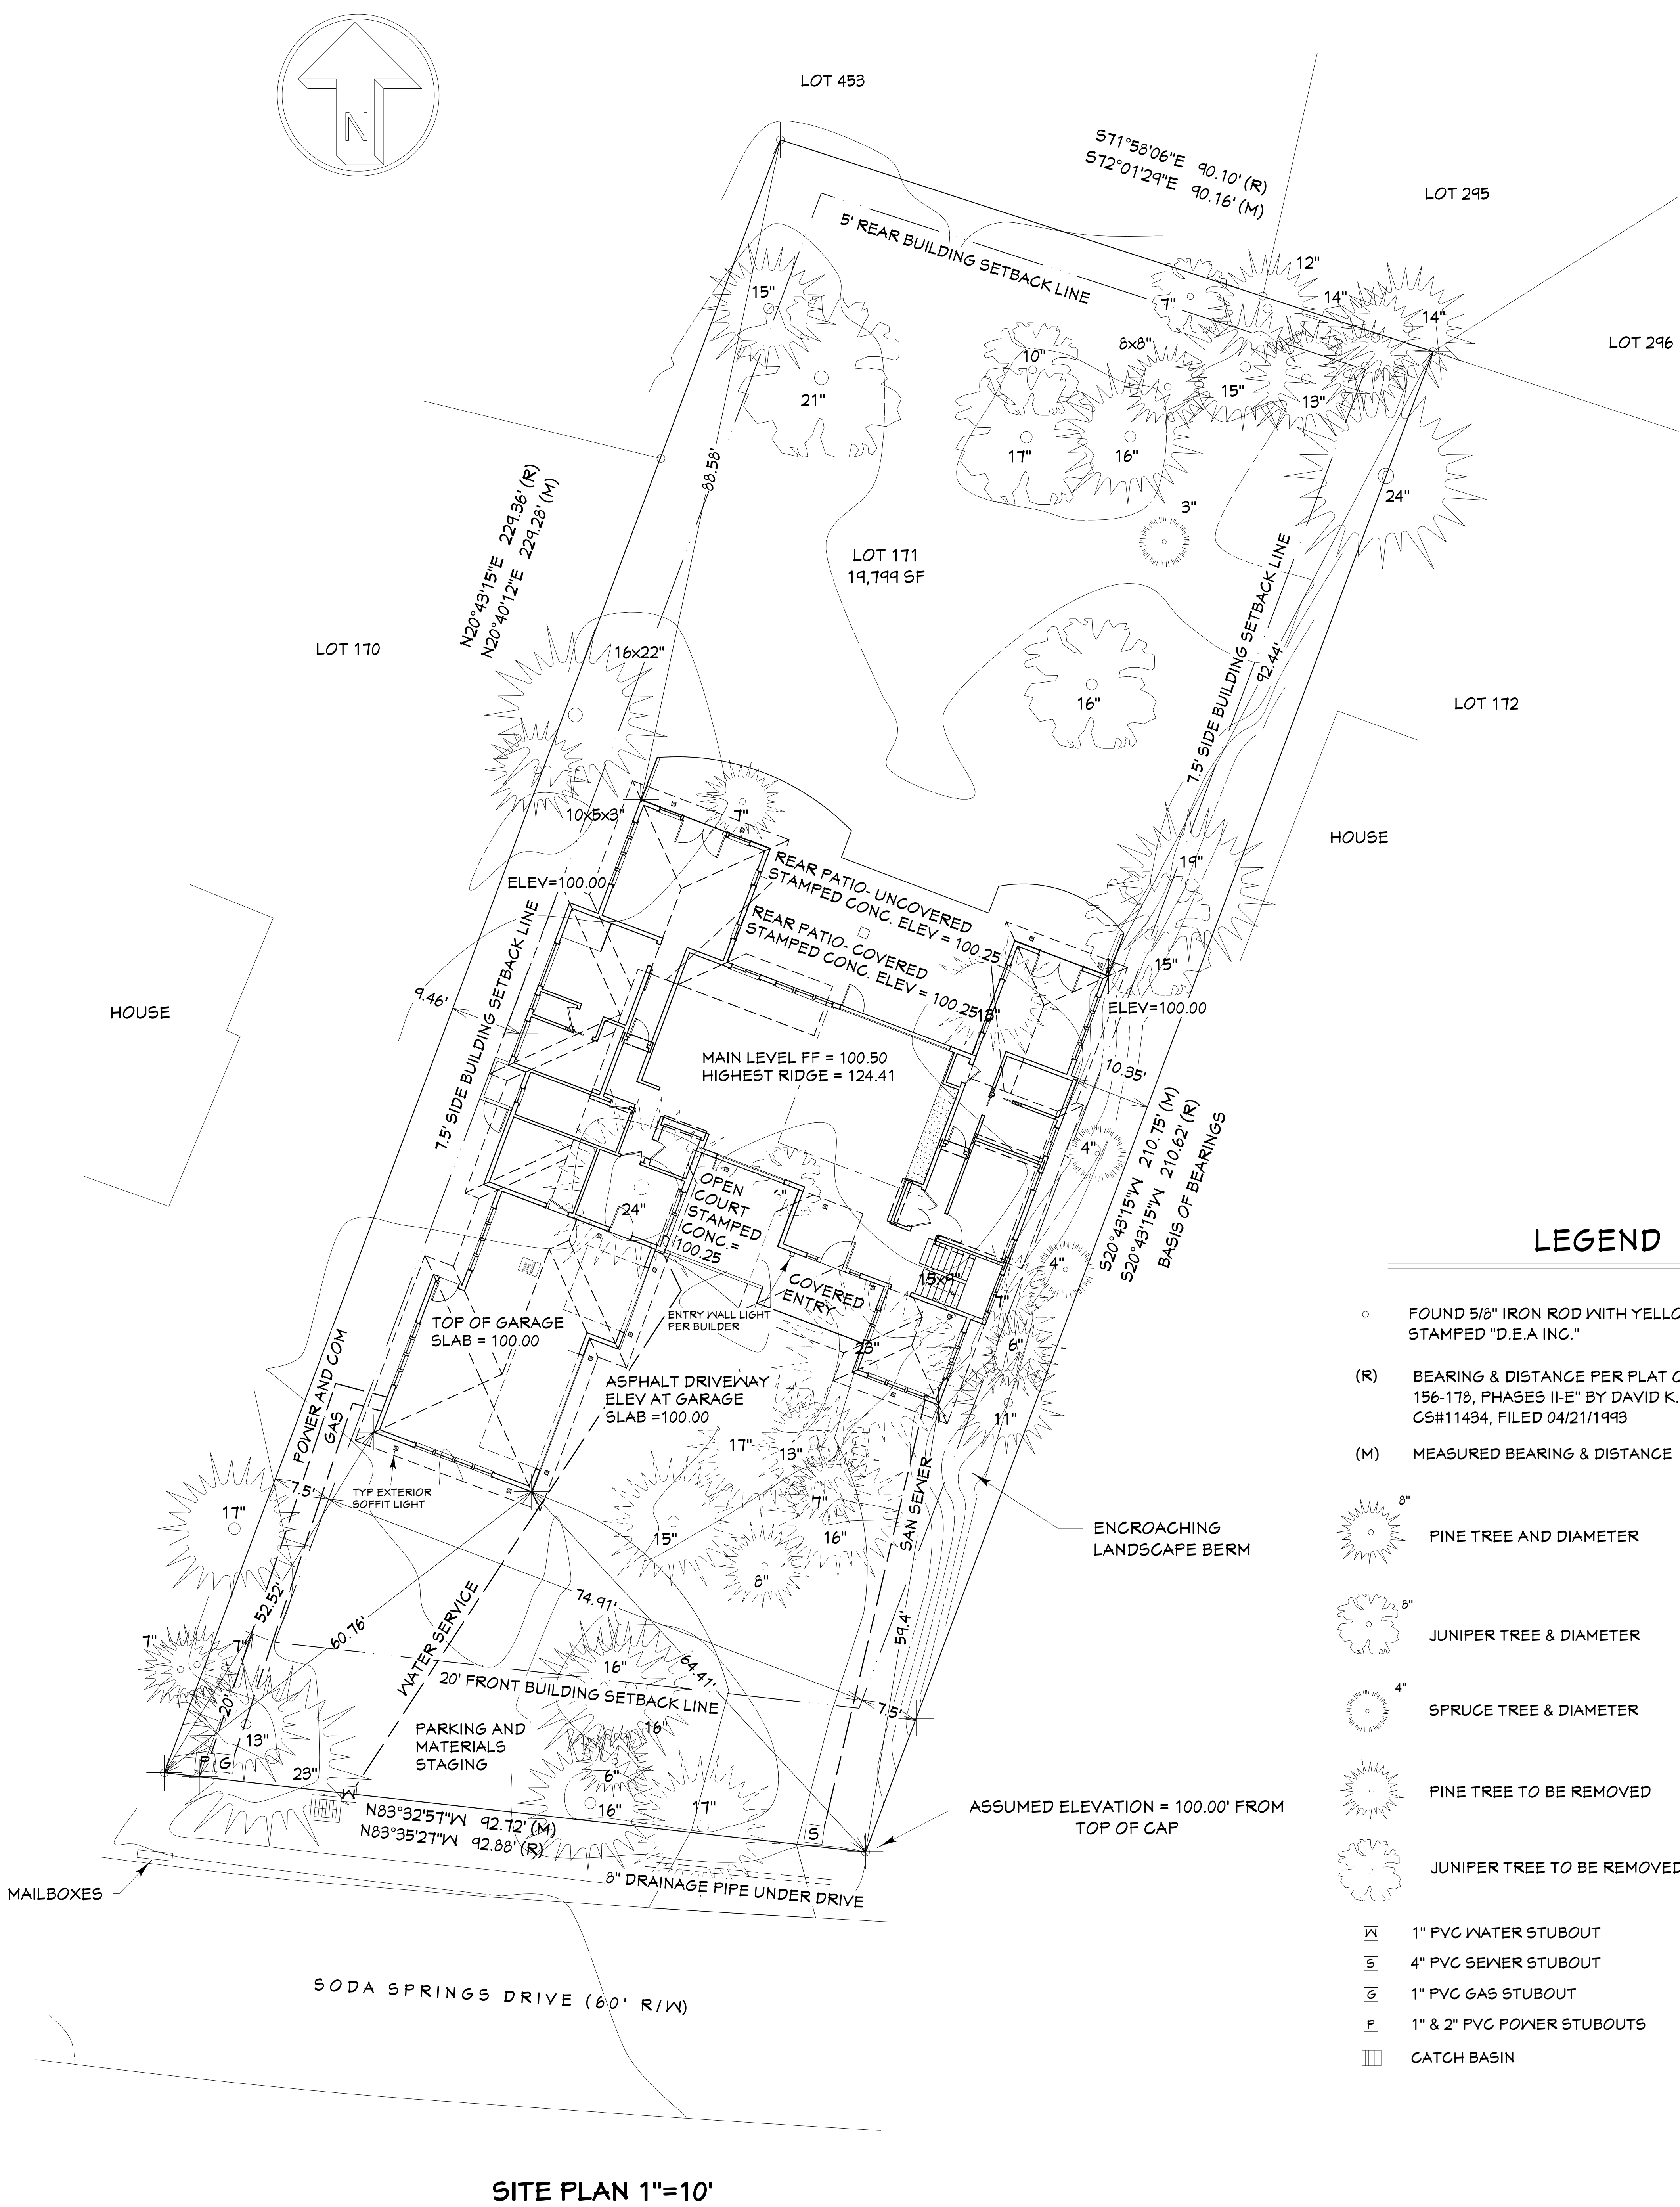 N
LOT 453
S71°58'06"E 90.10' (R)
S72°01'29"E 90.16' (M)
LOT 295
LOT 296
5' REAR BUILDING SETBACK LINE
12"
14"
14"
7"
15"
8x8"
10"
15"
13"
21"
17"
16"
24"
3"
88.58'
N20°43'15"E 229.36' (R)
N20°40'12"E 229.28' (M)
LOT 171
19,799 SF
LOT 170
16x22"
16"
7.5' SIDE BUILDING SETBACK LINE
92.44'
LOT 172
10x5x3"
7"
HOUSE
19"
ELEV=100.00
REAR PATIO- UNCOVERED
STAMPED CONC. ELEV = 100.25
REAR PATIO- COVERED
STAMPED CONC. ELEV = 100.25
13"
15"
ELEV=100.00
9.46'
7.5' SIDE BUILDING SETBACK LINE
HOUSE
MAIN LEVEL FF = 100.50
HIGHEST RIDGE = 124.41
10.35'
S20°43'15"W 210.75' (M)
S20°43'15"W 210.62' (R)
BASIS OF BEARINGS
4"
OPEN
COURT
STAMPED
CONC.=
100.25
24"
4"
15x9"
7"
COVERED
ENTRY
ENTRY WALL LIGHT
PER BUILDER
TOP OF GARAGE
SLAB = 100.00
23"
6"
ASPHALT DRIVEWAY
ELEV AT GARAGE
SLAB =100.00
11"
POWER AND COM
GAS
17"
13"
7.5'
TYP EXTERIOR
SOFFIT LIGHT
7"
17"
15"
16"
SAN SEWER
ENCROACHING
LANDSCAPE BERM
8"
52.52'
74.91'
60.76'
WATER SERVICE
59.4'
7"
7"
16"
64.41'
20' FRONT BUILDING SETBACK LINE
20'
7.5'
13"
PARKING AND
MATERIALS
STAGING
16"
P
G
23"
6"
W
16"
17"
S
N83°32'57"W 92.72' (M)
N83°35'27"W 92.88' (R)
ASSUMED ELEVATION = 100.00' FROM
TOP OF CAP
8" DRAINAGE PIPE UNDER DRIVE
MAILBOXES
SODA SPRINGS DRIVE (60' R/W)
SITE PLAN 1"=10'
LEGEND
FOUND 5/8" IRON ROD WITH YELLO
STAMPED "D.E.A INC."
(R) BEARING & DISTANCE PER PLAT O
156-178, PHASES II-E" BY DAVID K.
CS#11434, FILED 04/21/1993
(M) MEASURED BEARING & DISTANCE
8"
PINE TREE AND DIAMETER
8"
JUNIPER TREE & DIAMETER
4"
SPRUCE TREE & DIAMETER
PINE TREE TO BE REMOVED
JUNIPER TREE TO BE REMOVED
W 1" PVC WATER STUBOUT
S 4" PVC SEWER STUBOUT
G 1" PVC GAS STUBOUT
P 1" & 2" PVC POWER STUBOUTS
CATCH BASIN